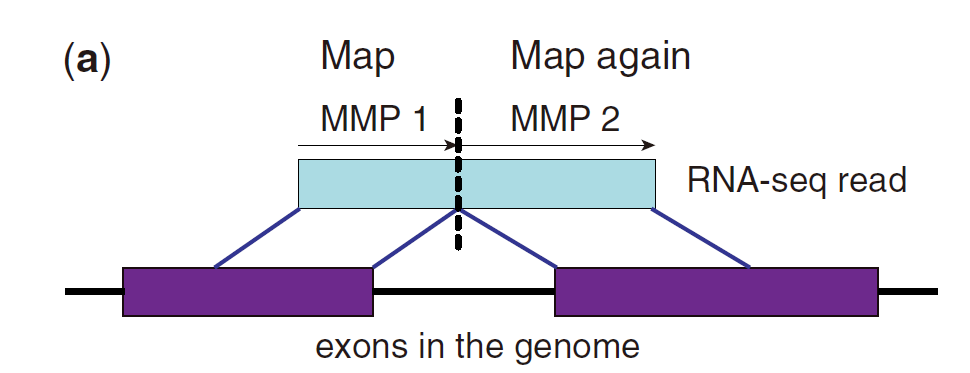 (a) Map Map again
MMP 1 MMP 2
RNA-seq read
exons in the genome